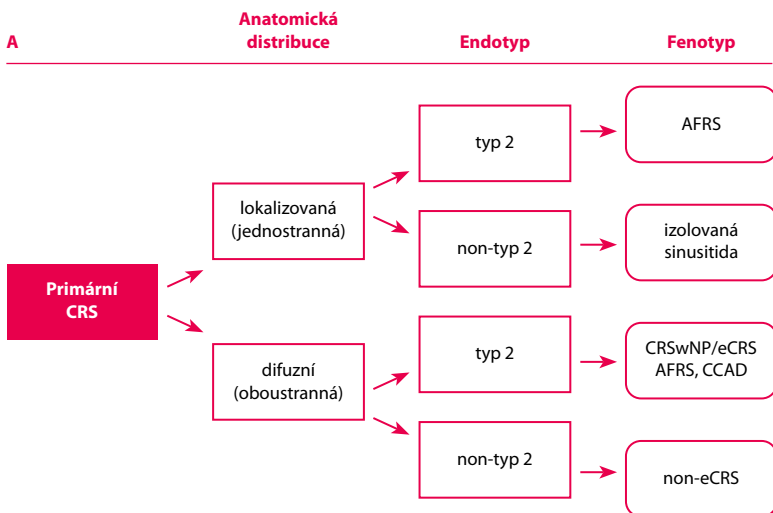 A
Anatomická
distribuce
Endotyp
Fenotyp
Primární
CRS
lokalizovaná
(jednostranná)
difuzní
(oboustranná)
typ 2
non-typ 2
typ 2
non-typ 2
AFRS
izolovaná
sinusitida
CRSwNP/eCRS
AFRS, CCAD
non-eCRS